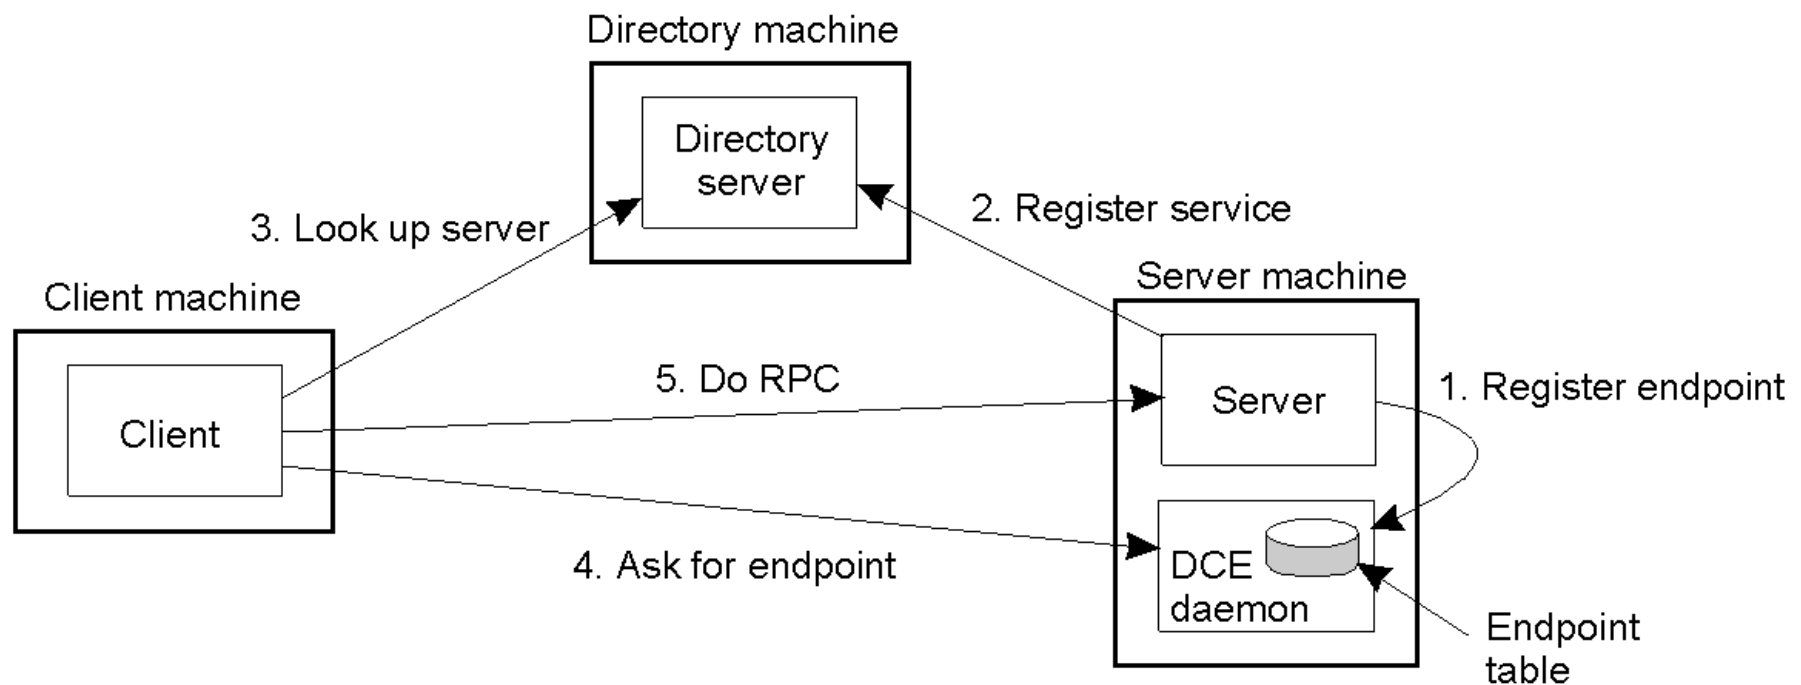 Directory machine
Directory
server
3. Look up server
2. Register service
Client machine
Server machine
5. Do RPC
1. Register endpoint
Client
Server
4. Ask for endpoint
DCE
daemon
Endpoint
table